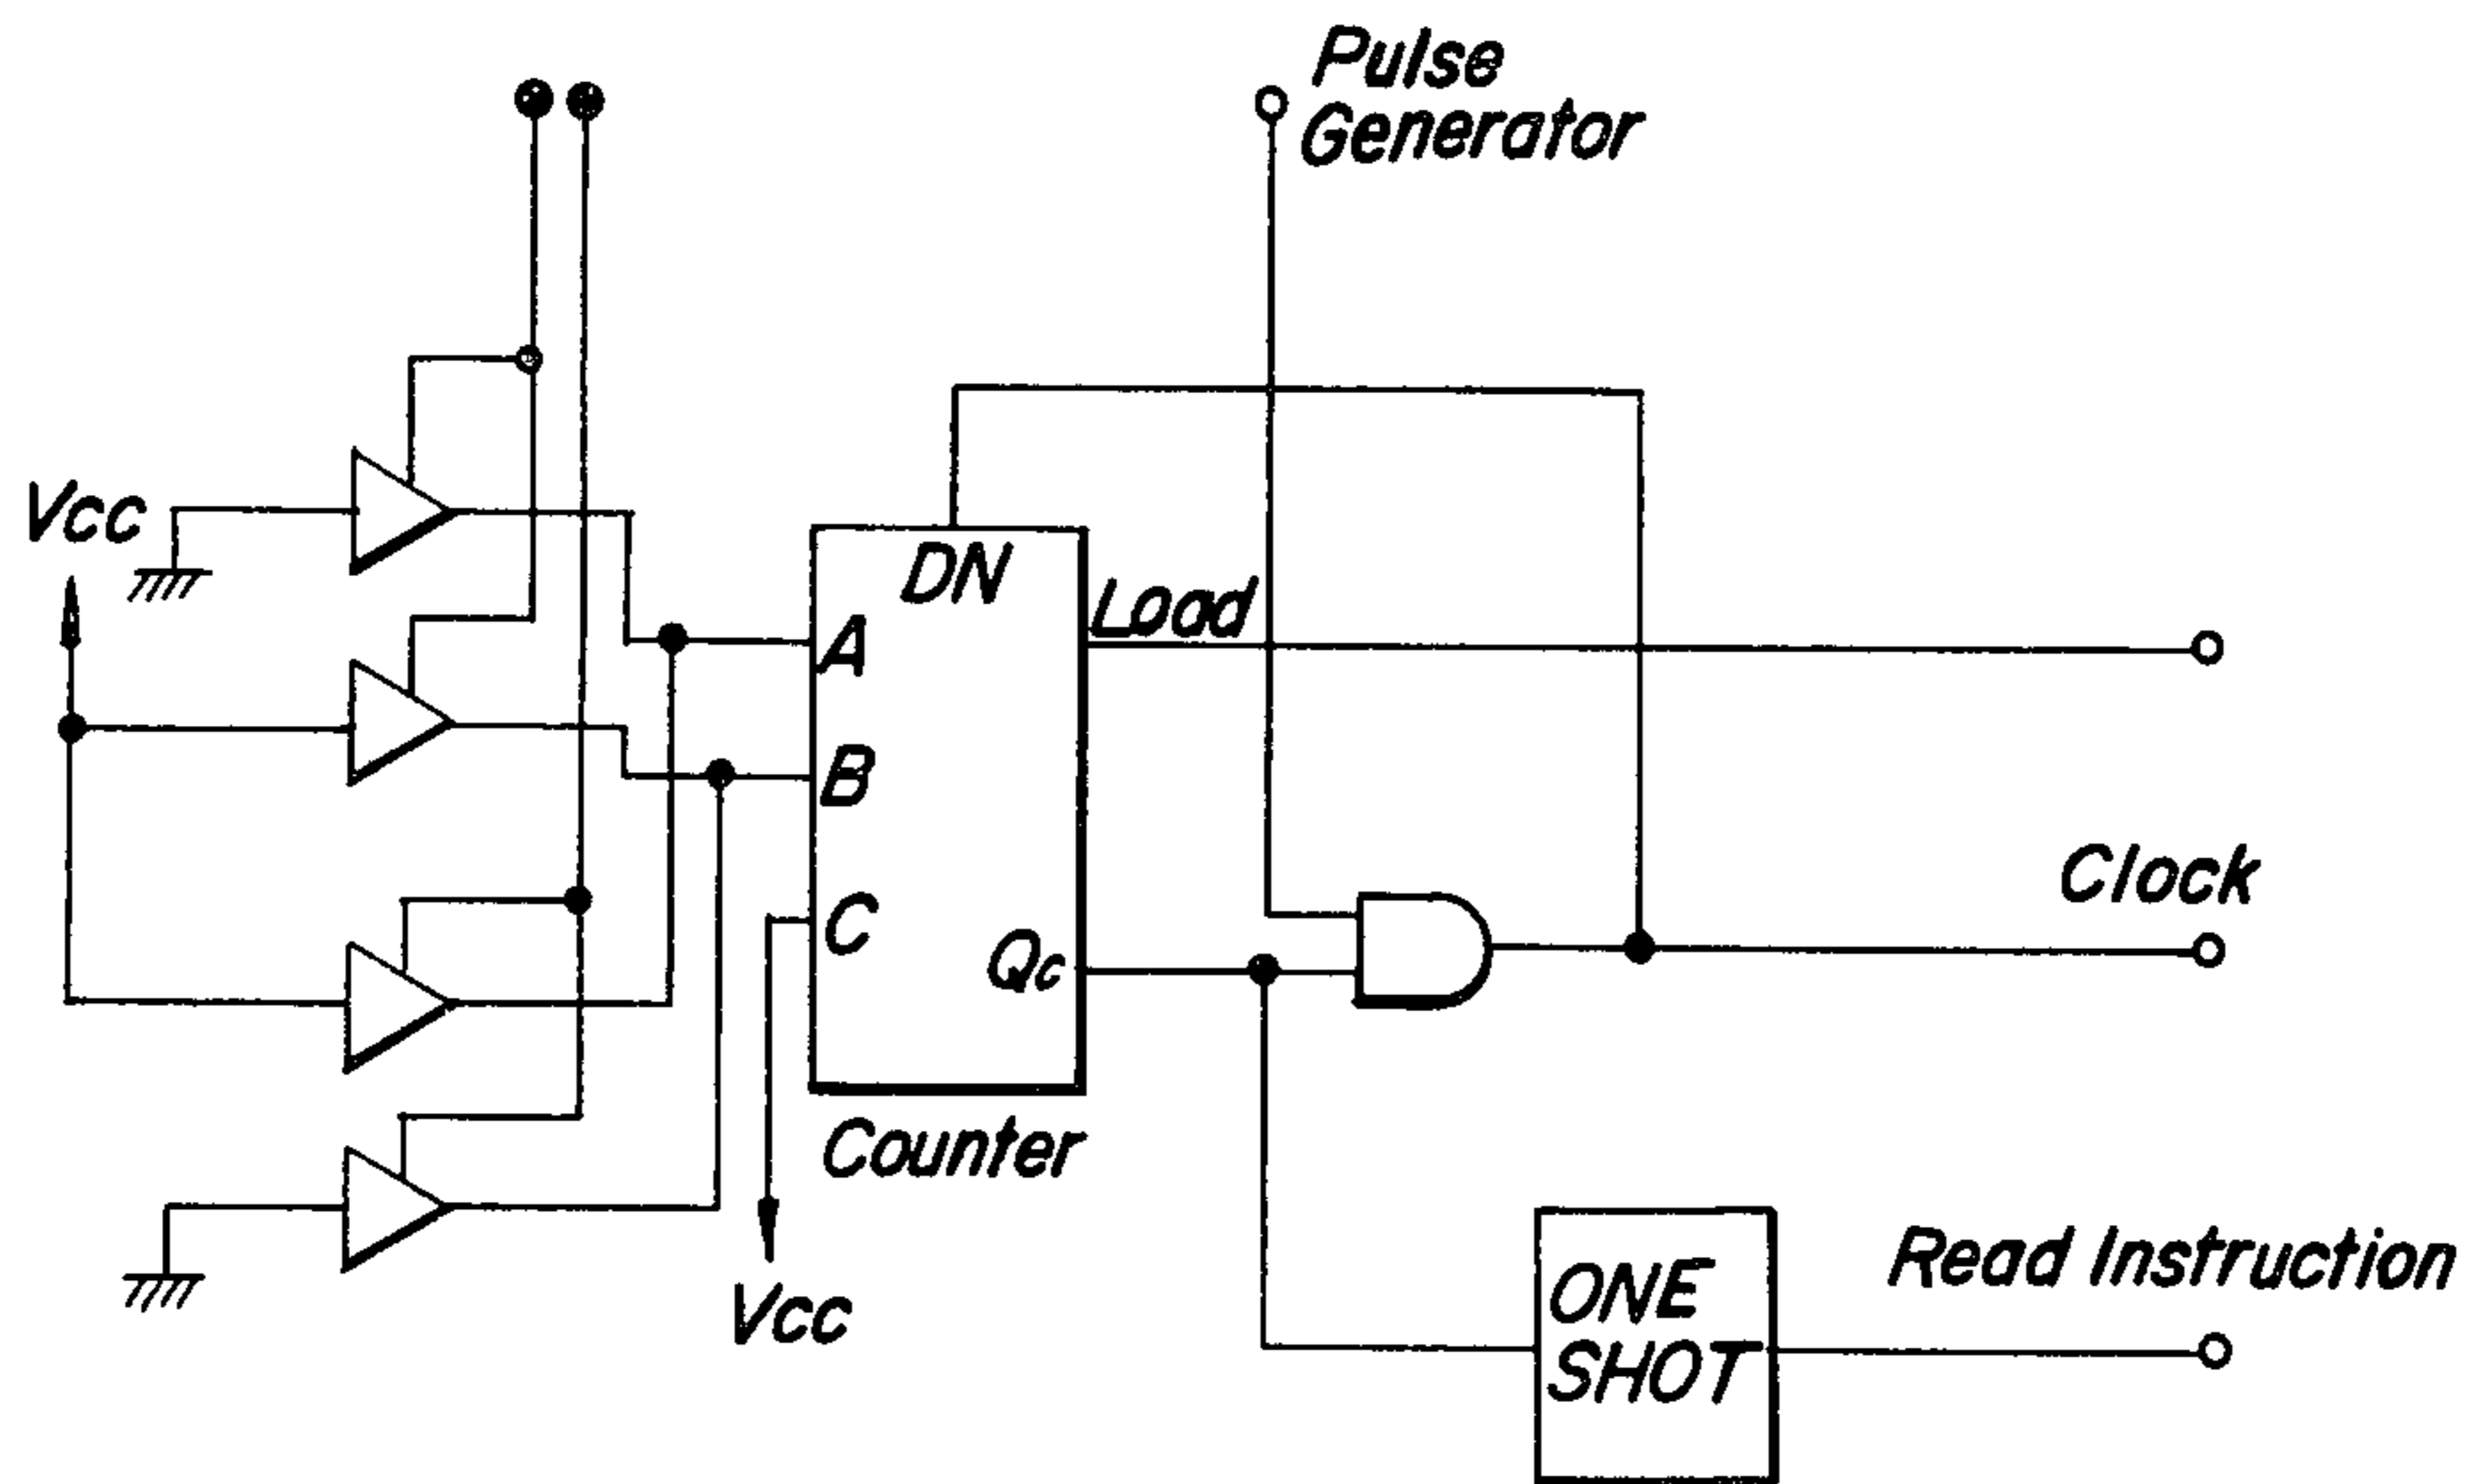 Pulse
Generator
Vcc
DN
Load
A
B
C
Qc
Clock
Counter
Vcc
Read Instruction
ONE
SHOT